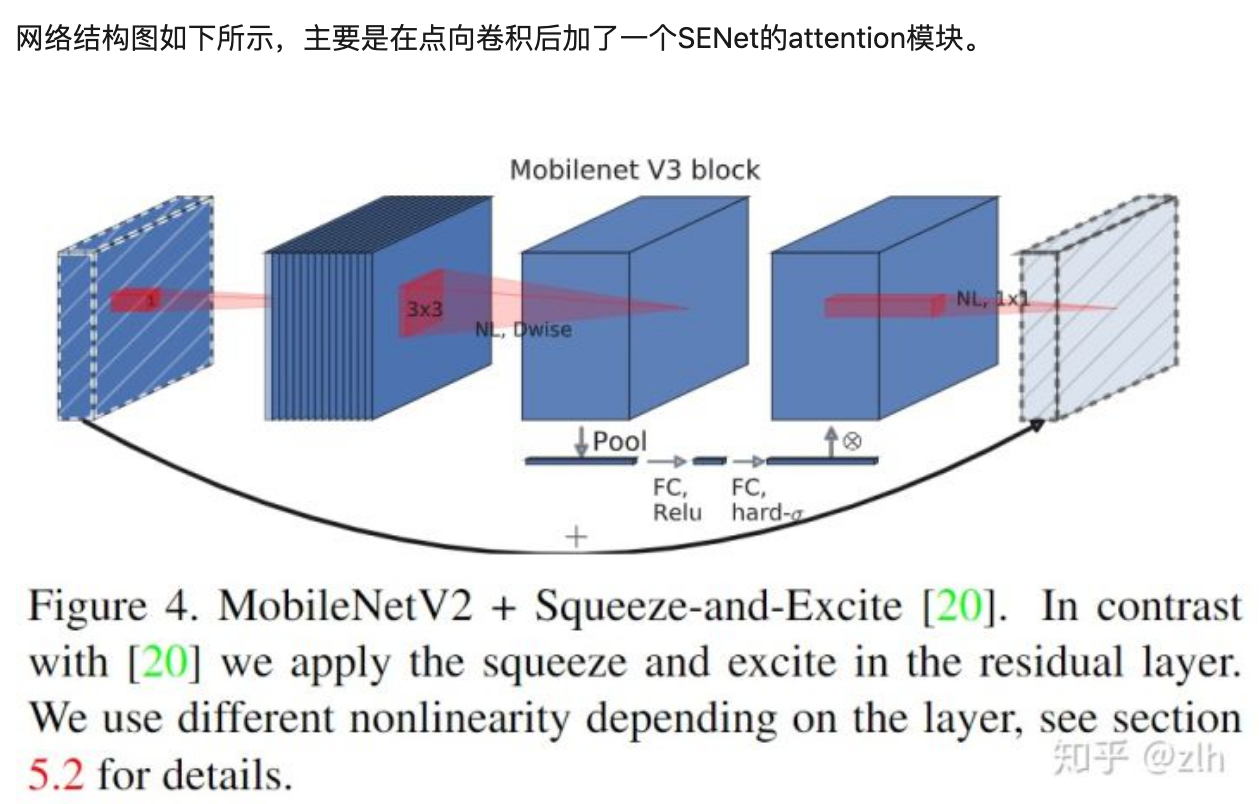 网络结构图如下所示，主要是在点向卷积后加了一个SENet的attention模块。
Mobilenet V3 block
1
3x3
NL, Dwise
NL, 1x1
Pool
⊗
FC,
Relu
FC,
hard-σ
+
Figure 4. MobileNetV2 + Squeeze-and-Excite [20]. In contrast
with [20] we apply the squeeze and excite in the residual layer.
We use different nonlinearity depending on the layer, see section
5.2 for details.
知乎 @zlh